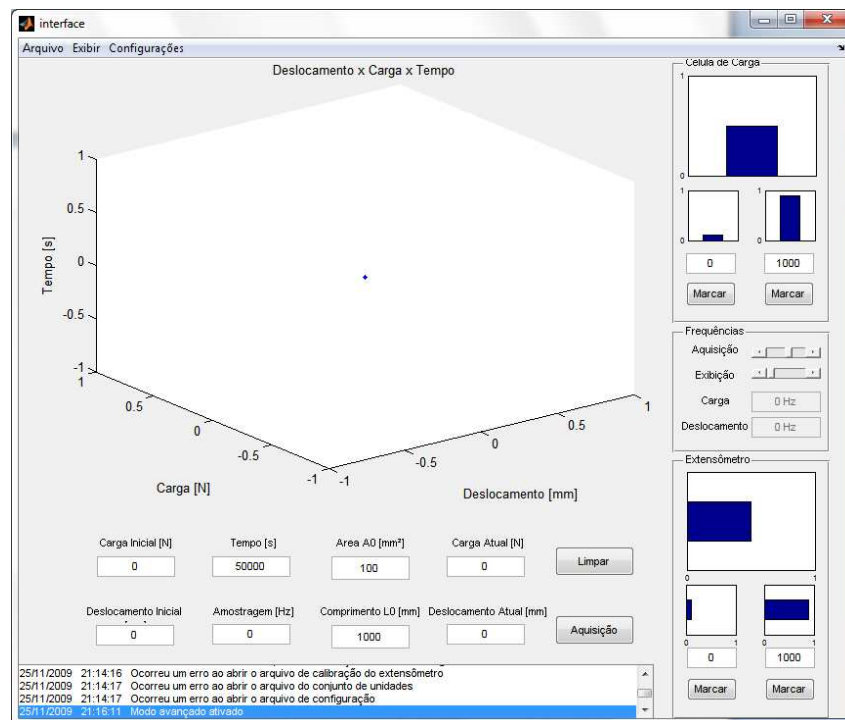 interface
Arquivo Exibir Configurações
Deslocamento x Carga x Tempo
1
0.5
0
-0.5
-1
Tempo [s]
1
0.5
0
-0.5
-1
Carga [N]
-1
-0.5
0
0.5
1
Deslocamento [mm]
Celula de Carga
1
0
1
0
1
0
0 1000
Marcar Marcar
Frequências
Aquisição
Exibição
Carga 0 Hz
Deslocamento 0 Hz
Extensômetro
0 1
0 1 0 1
0 1000
Marcar Marcar
Carga Inicial [N] Tempo [s] Area A0 [mm²] Carga Atual [N]
0 50000 100 0 Limpar
Deslocamento Inicial Amostragem [Hz] Comprimento L0 [mm] Deslocamento Atual [mm]
0 0 1000 0 Aquisição
25/11/2009 21:14:16 Ocorreu um erro ao abrir o arquivo de calibração do extensômetro
25/11/2009 21:14:17 Ocorreu um erro ao abrir o arquivo do conjunto de unidades
25/11/2009 21:14:17 Ocorreu um erro ao abrir o arquivo de configuração
25/11/2009 21:16:11 Modo avançado ativado